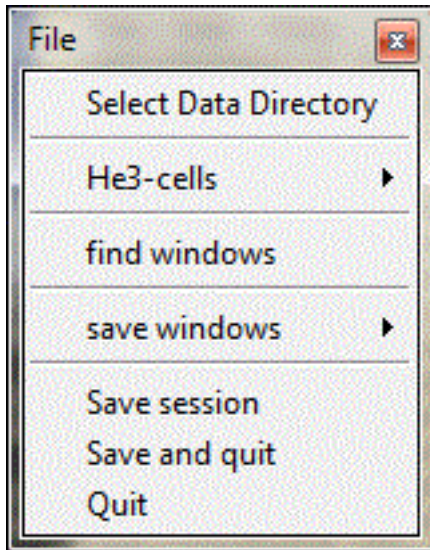 File
Select Data Directory
He3-cells
find windows
save windows
Save session
Save and quit
Quit